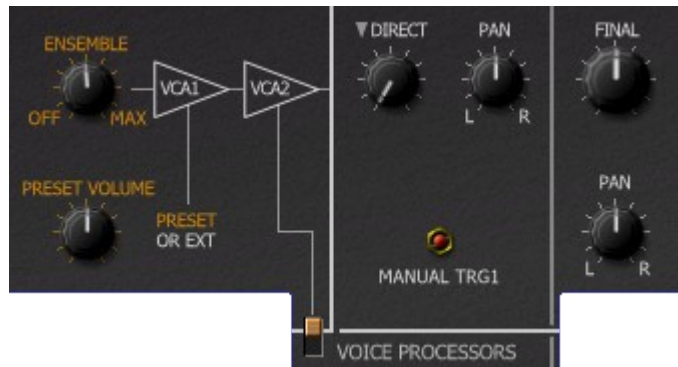 ENSEMBLE
OFF
MAX
VCA1
VCA2
▼DIRECT
PAN
L
R
FINAL
PRESET VOLUME
PRESET
OR EXT
MANUAL TRG1
PAN
L
R
VOICE PROCESSORS